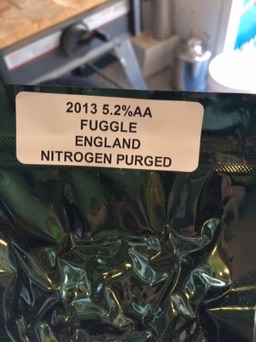 2013 5.2%AA
FUGGLE
ENGLAND
NITROGEN PURGED